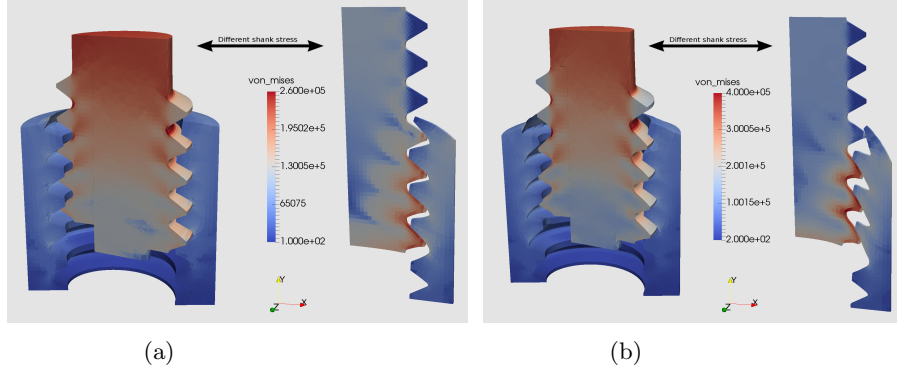 Different shank stress
von_mises
2.600e+05
1.9502e+5
1.3005e+5
65075
1.000e+02
Y
Z
X
(a)
Different shank stress
von_mises
4.000e+05
3.0005e+5
2.001e+5
1.0015e+5
2.000e+02
Y
Z
X
(b)